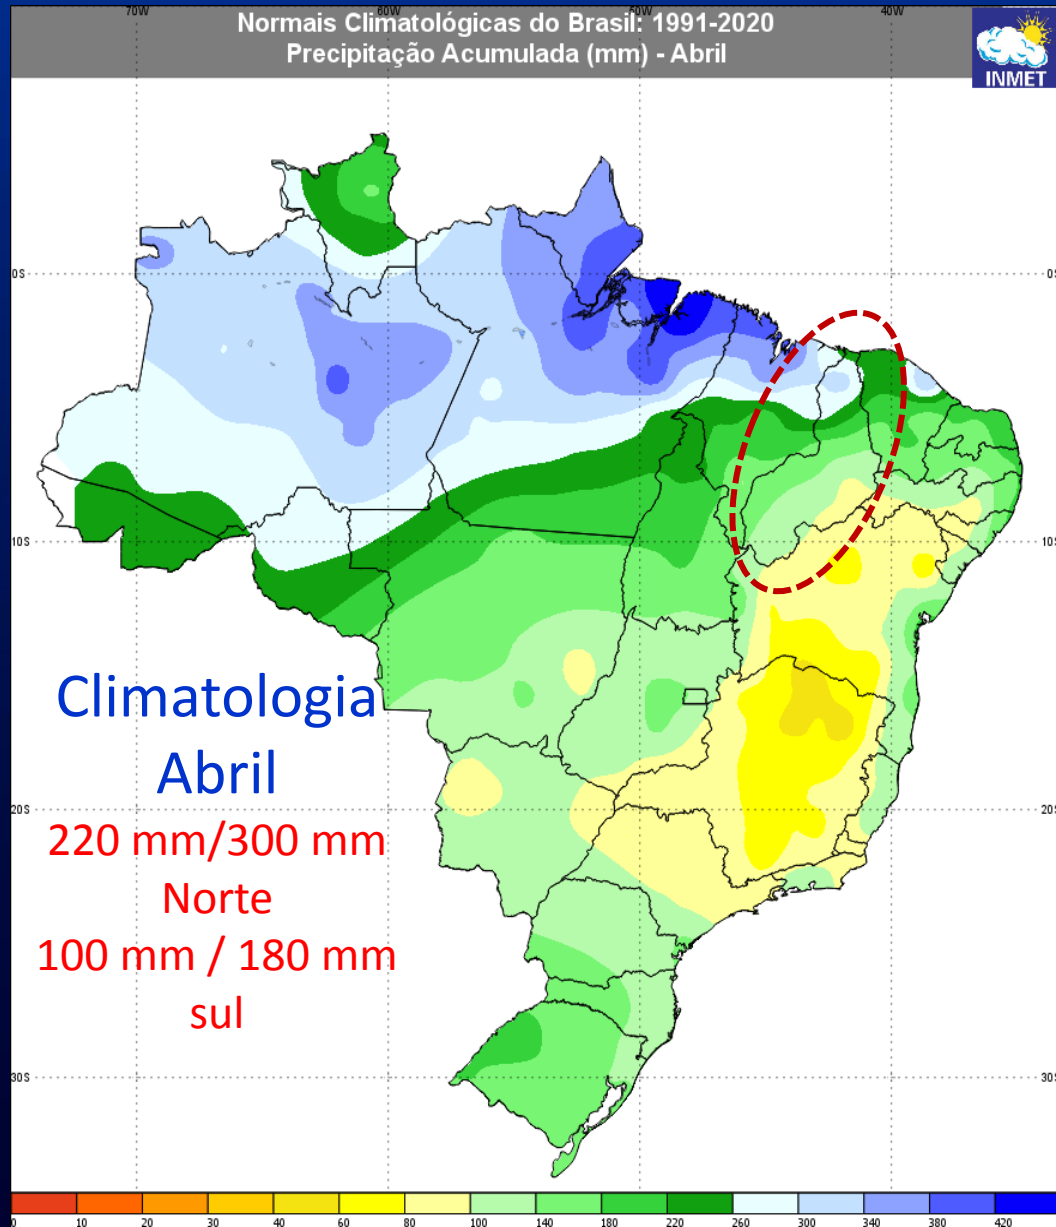 70W 60W 50W 40W
Normais Climatológicas do Brasil: 1991-2020
Precipitação Acumulada (mm) - Abril
INMET
0S 0S
10S 10S
Climatologia
Abril
220 mm/300 mm
Norte
100 mm / 180 mm
sul
20S 20S
30S 30S
0 10 20 30 40 60 80 100 140 180 220 260 300 340 380 420